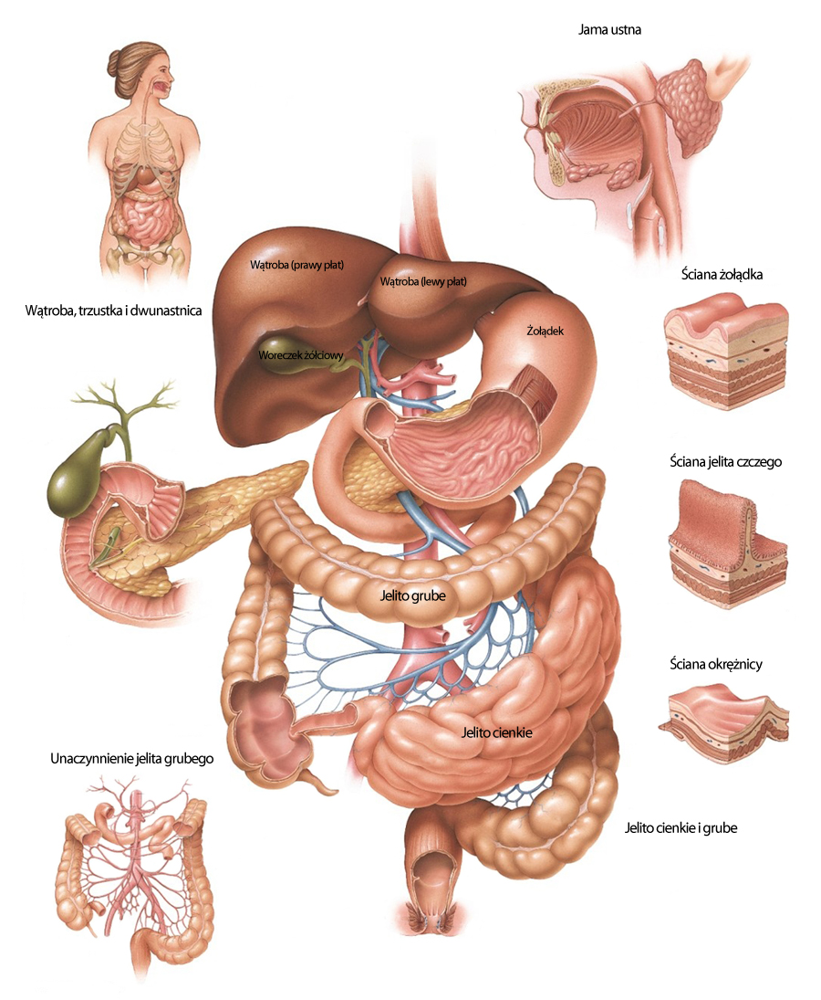 Jama ustna
Wątroba (prawy płat)
Wątroba (lewy płat)
Ściana żołądka
Wątroba, trzustka i dwunastnica
Żołądek
Woreczek żółciowy
Ściana jelita czczego
Jelito grube
Ściana okrężnicy
Jelito cienkie
Unaczynnienie jelita grubego
Jelito cienkie i grube